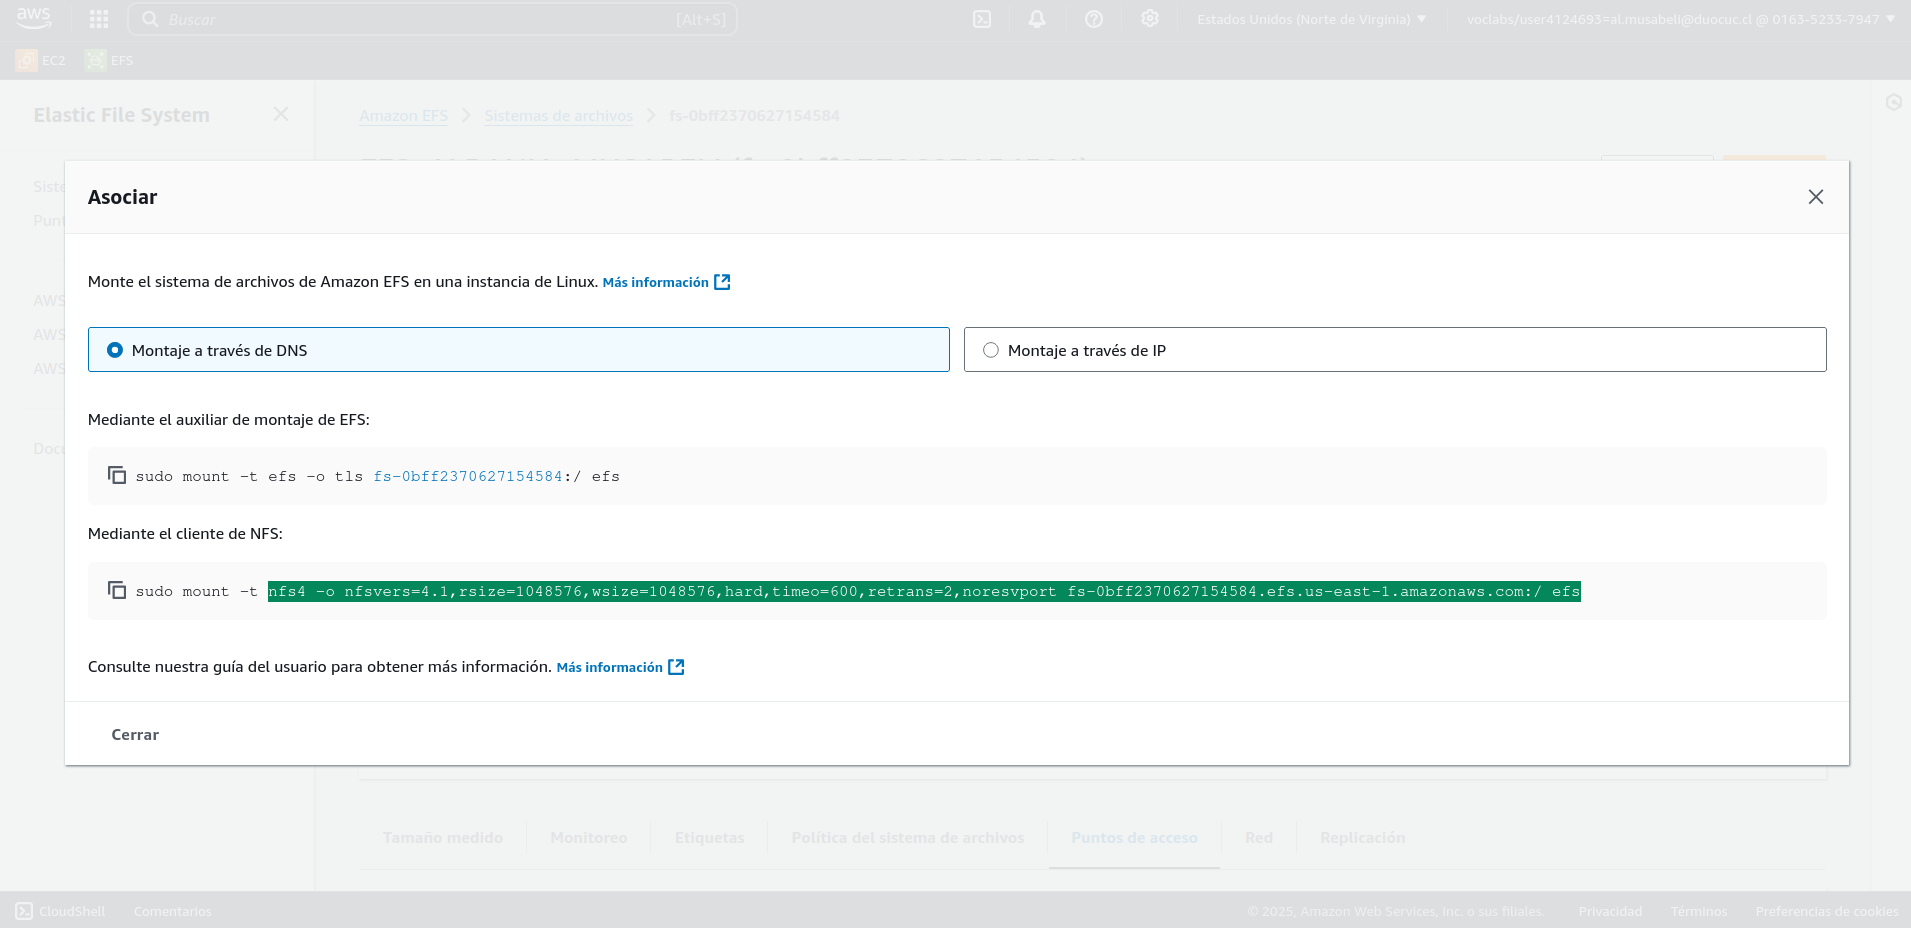 aws
Buscar
[Alt+S]
Estados Unidos (Norte de Virginia)
voclabs/user4124693=al.musabeli@duocuc.cl @ 0163-5233-7947
EC2
EFS
Elastic File System
Amazon EFS
Sistemas de archivos
fs-0bff2370627154584
Siste
Punt
AWS
AWS
AWS
Docu
Asociar
Monte el sistema de archivos de Amazon EFS en una instancia de Linux. Más información
Montaje a través de DNS
Montaje a través de IP
Mediante el auxiliar de montaje de EFS:
sudo mount -t efs -o tls fs-0bff2370627154584:/ efs
Mediante el cliente de NFS:
sudo mount -t nfs4 -o nfsvers=4.1,rsize=1048576,wsize=1048576,hard,timeo=600,retrans=2,noresvport fs-0bff2370627154584.efs.us-east-1.amazonaws.com:/ efs
Consulte nuestra guía del usuario para obtener más información. Más información
Cerrar
Tamaño medido
Monitoreo
Etiquetas
Política del sistema de archivos
Puntos de acceso
Red
Replicación
CloudShell
Comentarios
© 2025, Amazon Web Services, Inc. o sus filiales.
Privacidad
Términos
Preferencias de cookies